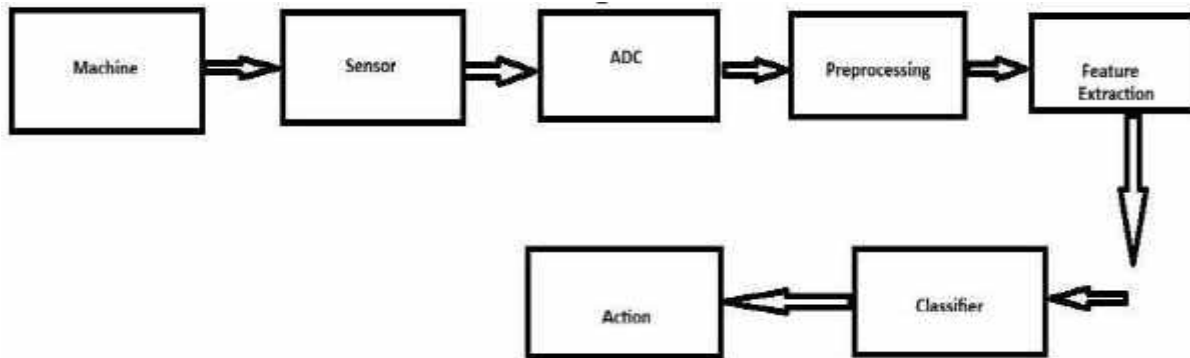 Machine
Sensor
ADC
Preprocessing
Feature
Extraction
Classifier
Action